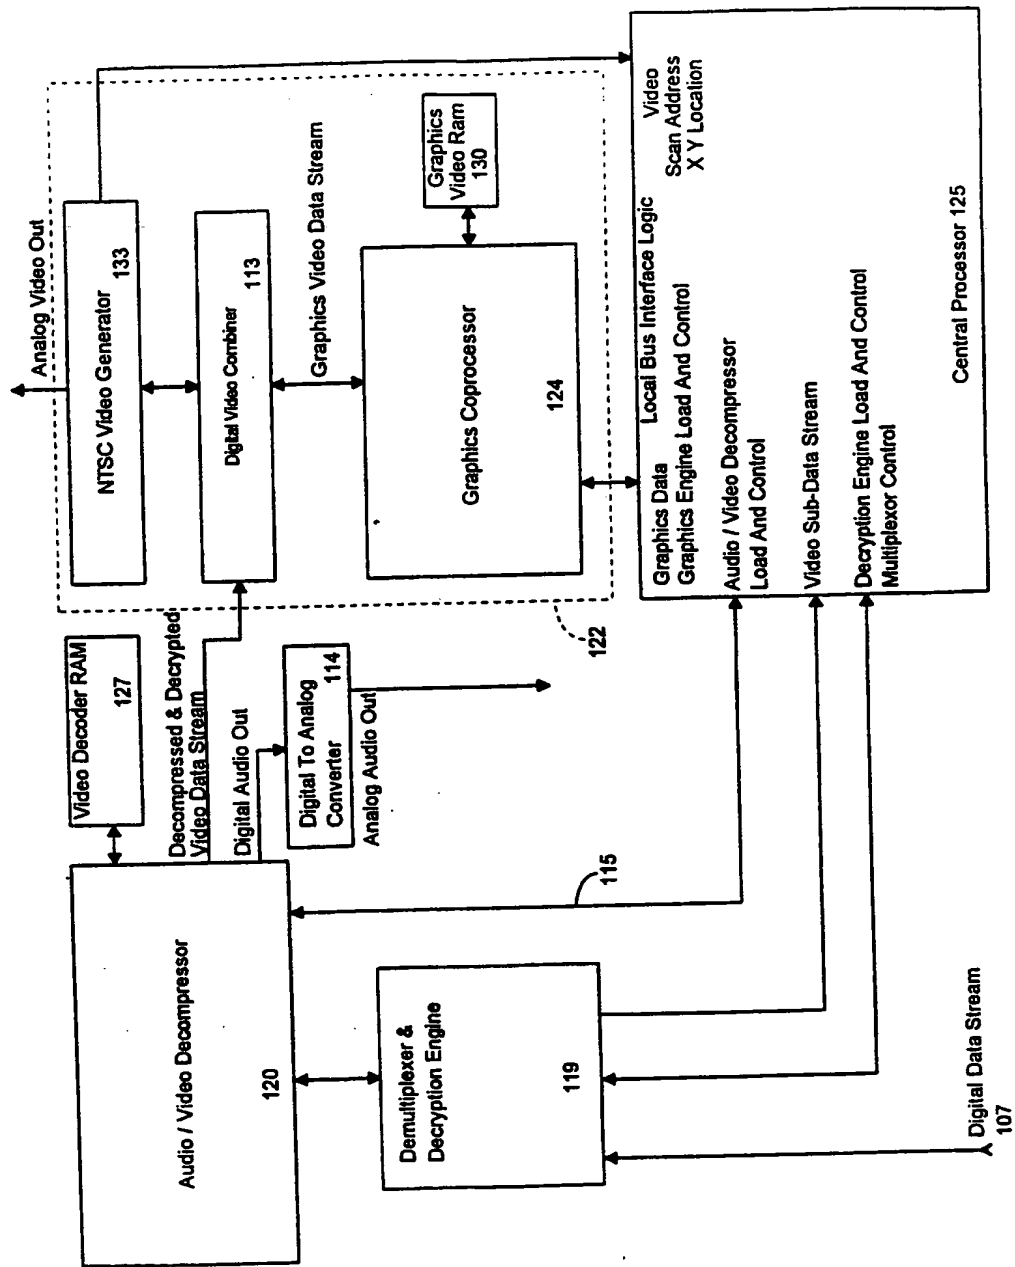 Analog Video Out
NTSC Video Generator
133
Digital Video Combiner
113
Graphics Video Data Stream
Graphics
Video Ram
130
Graphics Coprocessor
124
Video Decoder RAM
127
Decompressed & Decrypted
Video Data Stream
Digital Audio Out
Digital To Analog
Converter
114
Analog Audio Out
122
Audio / Video Decompressor
120
115
Demultiplexer &
Decryption Engine
119
Digital Data Stream
107
Video
Scan Address
X Y Location
Local Bus Interface Logic
Graphics Data
Graphics Engine Load And Control
Audio / Video Decompressor
Load And Control
Video Sub-Data Stream
Decryption Engine Load And Control
Multiplexor Control
Central Processor 125